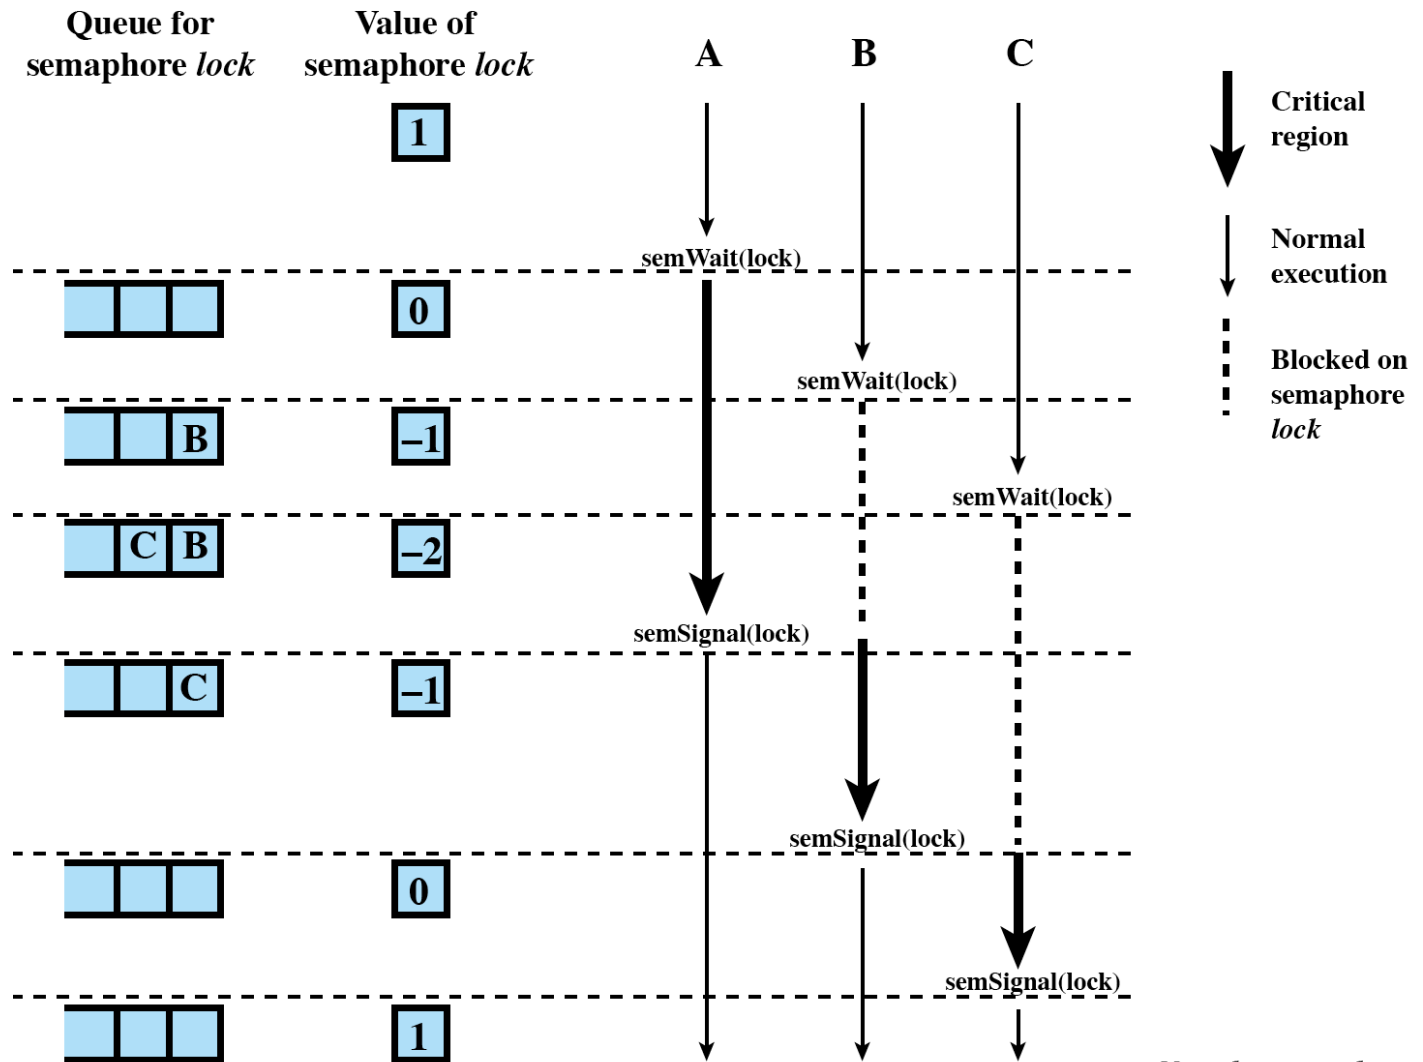 Queue for
semaphore lock
Value of
semaphore lock
A
B
C
1
Critical
region
Normal
execution
semWait(lock)
0
Blocked on
semaphore
lock
semWait(lock)
B
–1
semWait(lock)
C B
–2
semSignal(lock)
C
–1
semSignal(lock)
0
semSignal(lock)
1